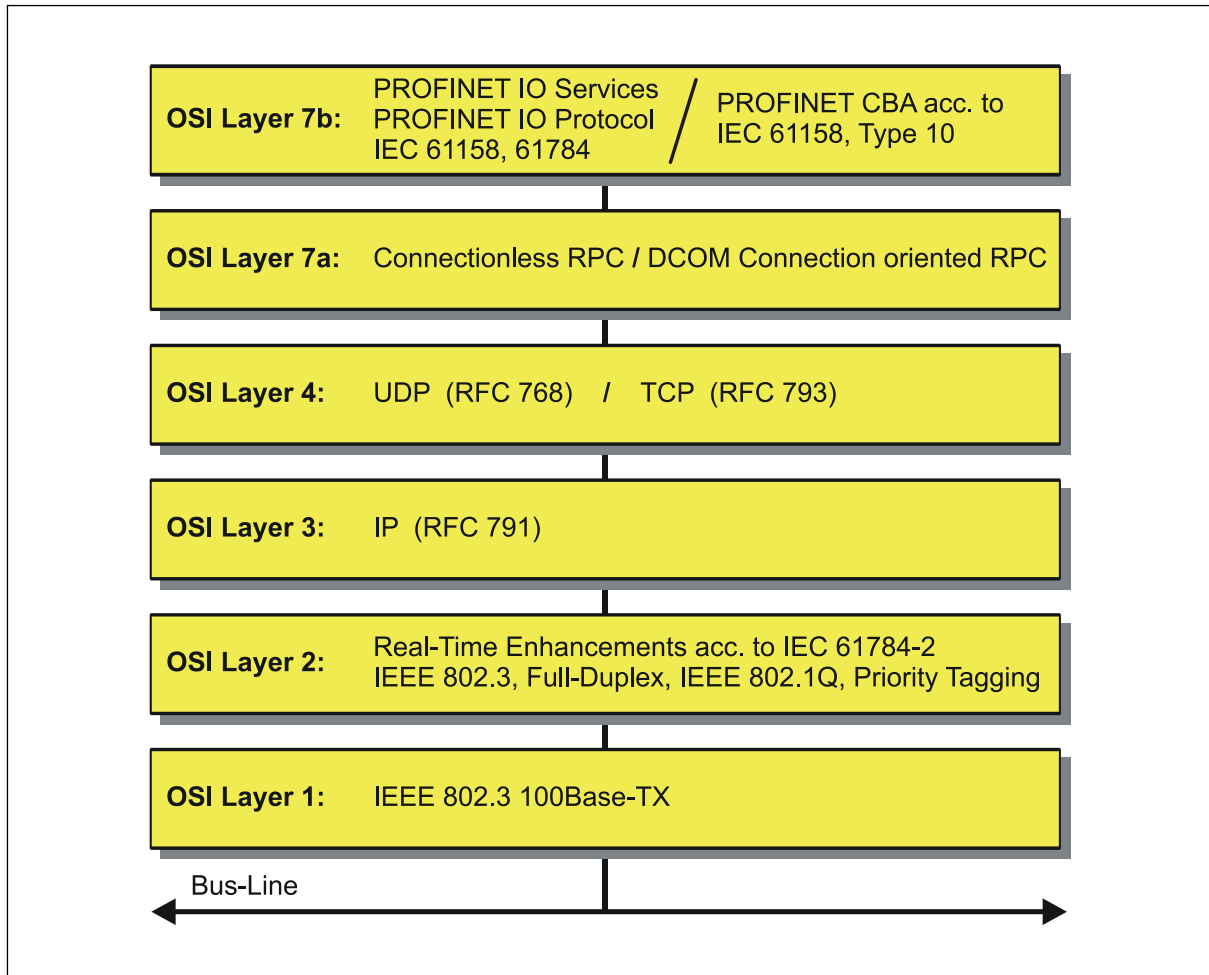 OSI Layer 7b:
PROFINET IO Services
PROFINET IO Protocol
IEC 61158, 61784
/
PROFINET CBA acc. to
IEC 61158, Type 10
OSI Layer 7a: Connectionless RPC / DCOM Connection oriented RPC
OSI Layer 4: UDP (RFC 768) / TCP (RFC 793)
OSI Layer 3: IP (RFC 791)
OSI Layer 2:
Real-Time Enhancements acc. to IEC 61784-2
IEEE 802.3, Full-Duplex, IEEE 802.1Q, Priority Tagging
OSI Layer 1: IEEE 802.3 100Base-TX
Bus-Line